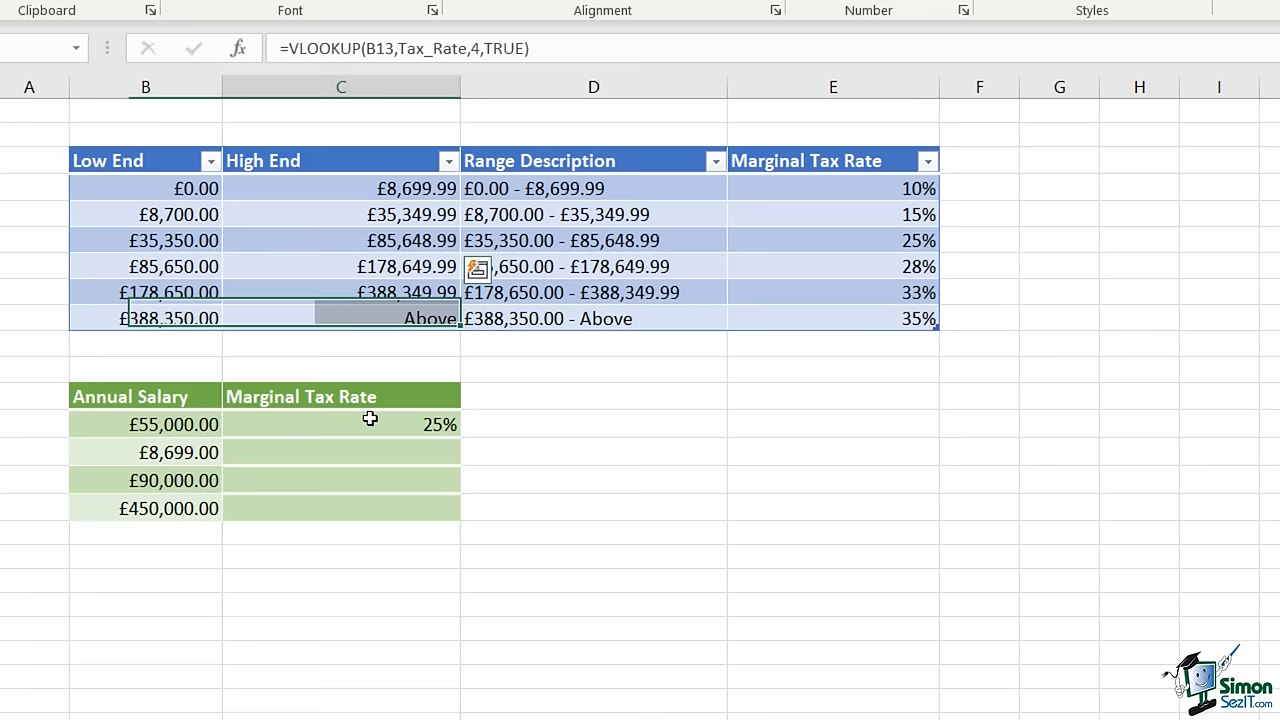 Clipboard Font Alignment Number Styles
=VLOOKUP(B13,Tax_Rate,4,TRUE)
A B C D E F G H I
Low End High End Range Description Marginal Tax Rate
£0.00 £8,699.99 £0.00 - £8,699.99 10%
£8,700.00 £35,349.99 £8,700.00 - £35,349.99 15%
£35,350.00 £85,648.99 £35,350.00 - £85,648.99 25%
£85,650.00 £178,649.99 ,650.00 - £178,649.99 28%
£178,650.00 £388,349.99 £178,650.00 - £388,349.99 33%
£388,350.00 Above £388,350.00 - Above 35%
Annual Salary Marginal Tax Rate
£55,000.00 25%
£8,699.00
£90,000.00
£450,000.00
Simon
SezIT.com